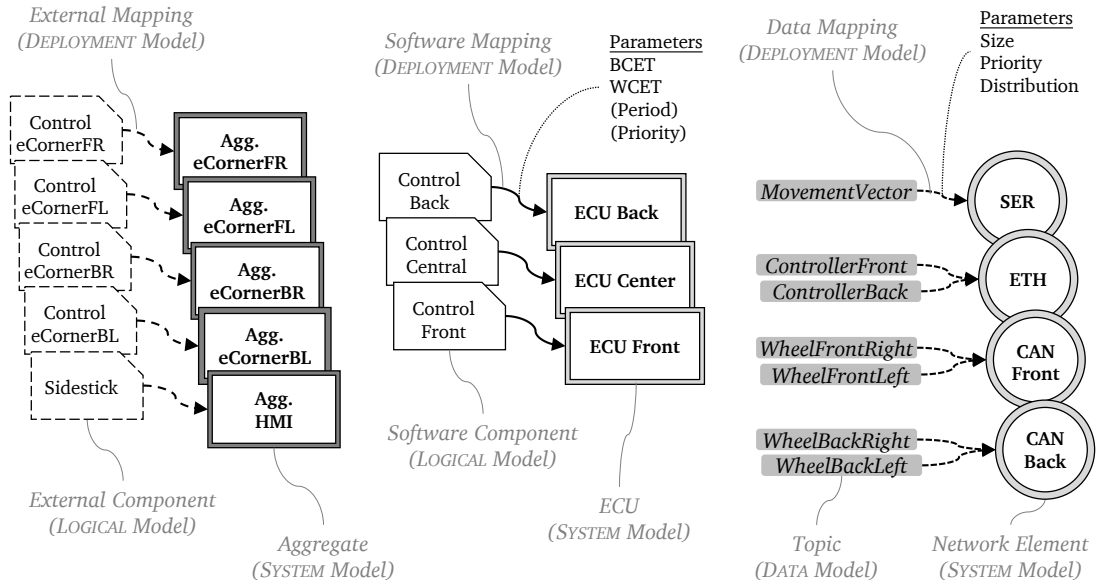 External Mapping
(DEPLOYMENT Model)
Control
eCornerFR
Control
eCornerFL
Control
eCornerBR
Control
eCornerBL
Sidestick
Agg.
eCornerFR
Agg.
eCornerFL
Agg.
eCornerBR
Agg.
eCornerBL
Agg.
HMI
External Component
(LOGICAL Model)
Aggregate
(SYSTEM Model)
Software Mapping
(DEPLOYMENT Model)
Parameters
BCET
WCET
(Period)
(Priority)
Control
Back
Control
Central
Control
Front
ECU Back
ECU Center
ECU Front
Software Component
(LOGICAL Model)
ECU
(SYSTEM Model)
Data Mapping
(DEPLOYMENT Model)
Parameters
Size
Priority
Distribution
MovementVector
ControllerFront
ControllerBack
WheelFrontRight
WheelFrontLeft
WheelBackRight
WheelBackLeft
SER
ETH
CAN
Front
CAN
Back
Topic
(DATA Model)
Network Element
(SYSTEM Model)